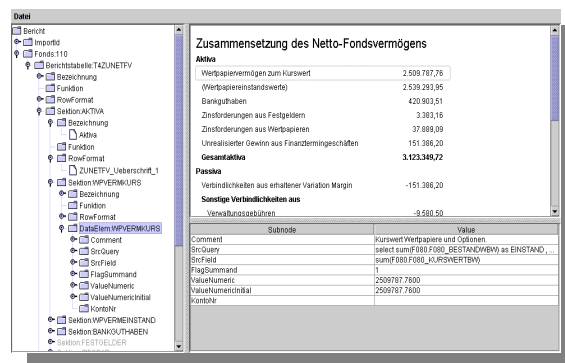 Datei
Bericht
ImportId
Fonds:110
Berichtstabelle:T4ZUNETFV
Bezeichnung
Funktion
RowFormat
Sektion:AKTIVA
Bezeichnung
Aktiva
Funktion
RowFormat
ZUNETFV_Ueberschrift_1
Sektion:WPVERMKURS
Bezeichnung
Funktion
RowFormat
DataElem:WPVERMKURS
Comment
SrcQuery
SrcField
FlagSummand
ValueNumeric
ValueNumericInitial
KontoNr
Sektion:WPVERMEINSTAND
Sektion:BANKGUTHABEN
Sektion:FESTGELDER
Zusammensetzung des Netto-Fondsvermögens
Aktiva
Wertpapiervermögen zum Kurswert 2.509.787,76
(Wertpapiereinstandswerte) 2.539.293,95
Bankguthaben 420.903,51
Zinsforderungen aus Festgeldern 3.383,16
Zinsforderungen aus Wertpapieren 37.889,09
Unrealisierter Gewinn aus Finanztermingeschäften 151.386,20
Gesamtaktiva 3.123.349,72
Passiva
Verbindlichkeiten aus erhaltener Variation Margin -151.386,20
Sonstige Verbindlichkeiten aus
Verwaltungsgebühren -9.580,50
Subnode Value
Comment Kurswert Wertpapiere und Optionen.
SrcQuery select sum(F080.F080_BESTANDWBW) as EINSTAND , ...
SrcField sum(F080.F080_KURSWERTBW)
FlagSummand 1
ValueNumeric 2509787.7600
ValueNumericInitial 2509787.7600
KontoNr